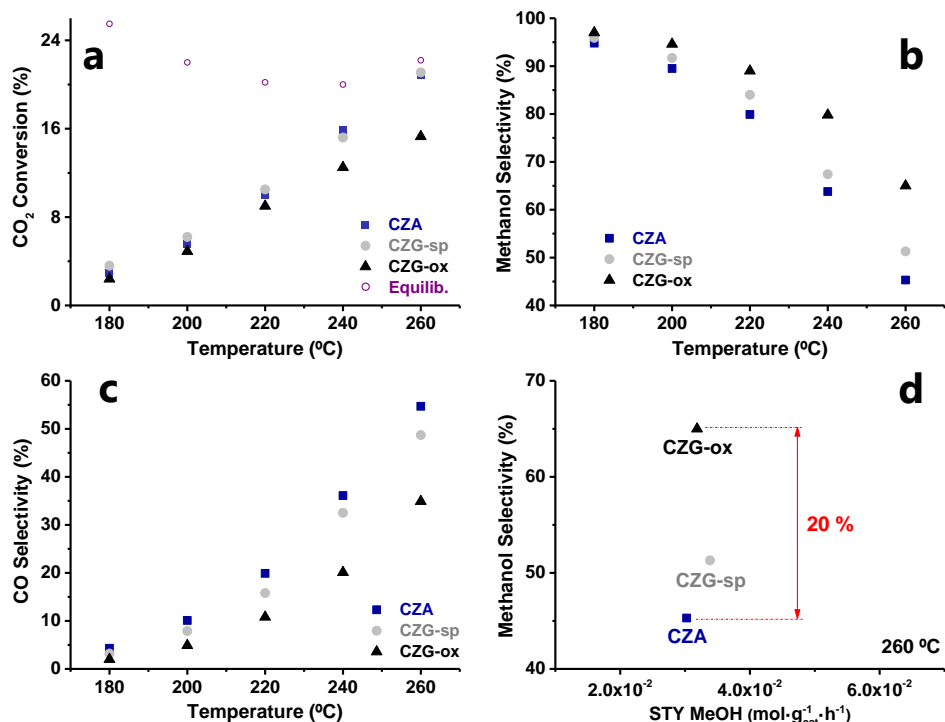 a
CO₂ Conversion (%)
24
16
8
0
180 200 220 240 260
Temperature (ºC)
CZA
CZG-sp
CZG-ox
Equilib.
b
Methanol Selectivity (%)
100
90
80
70
60
50
40
180 200 220 240 260
Temperature (ºC)
CZA
CZG-sp
CZG-ox
c
CO Selectivity (%)
60
50
40
30
20
10
0
180 200 220 240 260
Temperature (ºC)
CZA
CZG-sp
CZG-ox
d
Methanol Selectivity (%)
70
60
50
40
CZG-ox
20 %
CZG-sp
CZA
260 ºC
2.0x10⁻² 4.0x10⁻² 6.0x10⁻²
STY MeOH (mol·g⁻¹cat·h⁻¹)